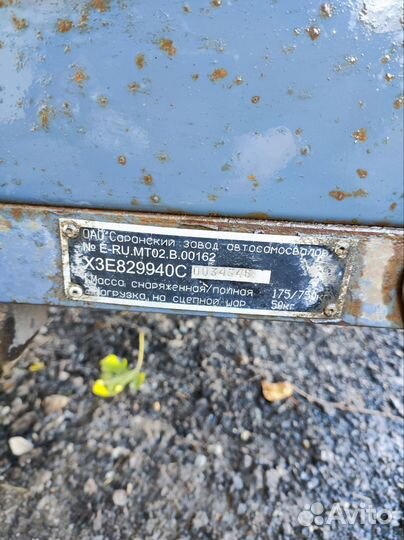 ОАО Саранский завод автосамосвалов
№ E-RU.MT02.B.00162
X3E829940C
Масса снаряженная/полная 175/750
Нагрузка, на сцепной шар 50кг
Avito